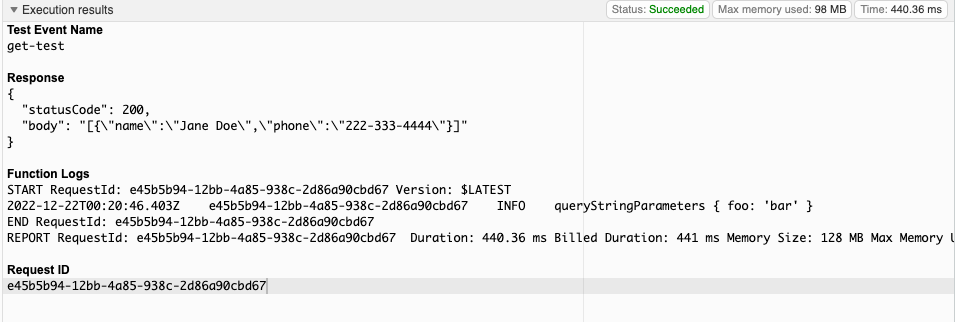 Execution results
Status: Succeeded
Max memory used: 98 MB
Time: 440.36 ms
Test Event Name
get-test
Response
{
"statusCode": 200,
"body": "[{\"name\":\"Jane Doe\",\"phone\":\"222-333-4444\"}]"
}
Function Logs
START RequestId: e45b5b94-12bb-4a85-938c-2d86a90cbd67 Version: $LATEST
2022-12-22T00:20:46.403Z e45b5b94-12bb-4a85-938c-2d86a90cbd67 INFO queryStringParameters { foo: 'bar' }
END RequestId: e45b5b94-12bb-4a85-938c-2d86a90cbd67
REPORT RequestId: e45b5b94-12bb-4a85-938c-2d86a90cbd67 Duration: 440.36 ms Billed Duration: 441 ms Memory Size: 128 MB Max Memory
Request ID
e45b5b94-12bb-4a85-938c-2d86a90cbd67